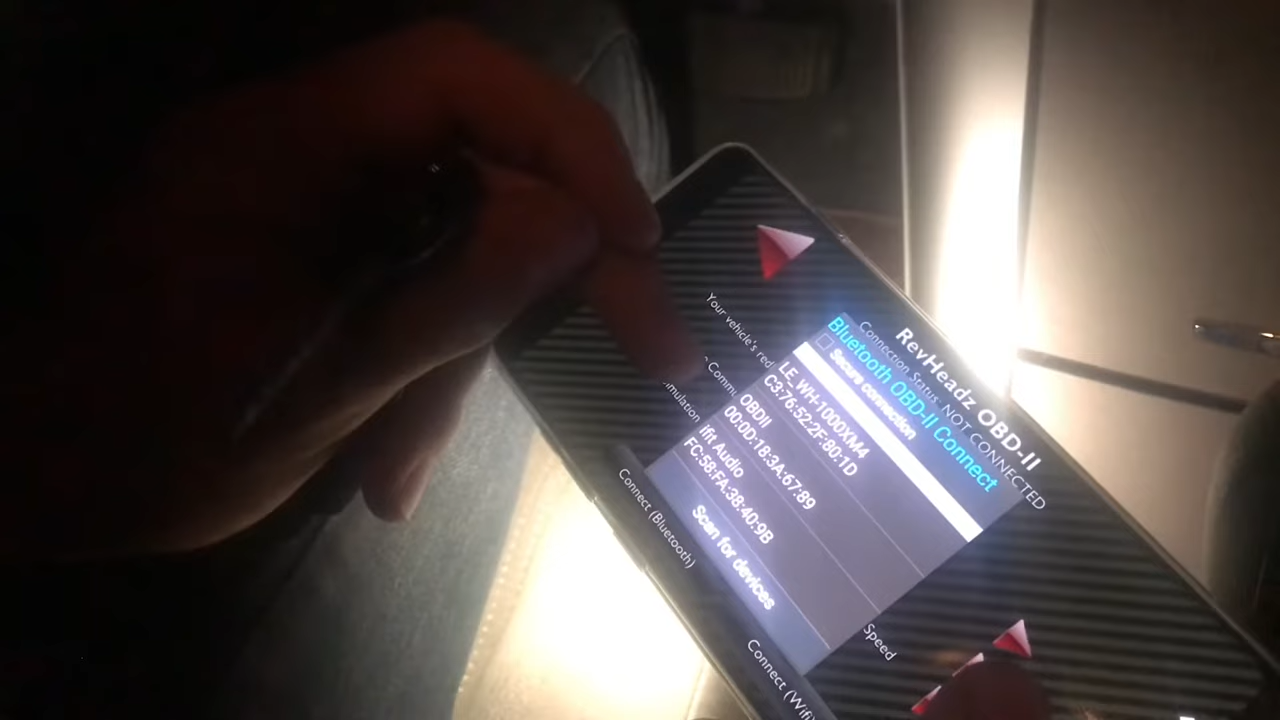 RevHeadz OBD-II
Connection Status: NOT CONNECTED
Bluetooth OBD-II Connect
Secure connection
LE_WH-1000XM4
C3:76:52:2F:80:1D
OBDII
00:0D:18:3A:67:89
ifit Audio
FC:58:FA:38:40:9B
Scan for devices
Your vehicle's red
Speed
Connect (Bluetooth)
Connect (Wifi)